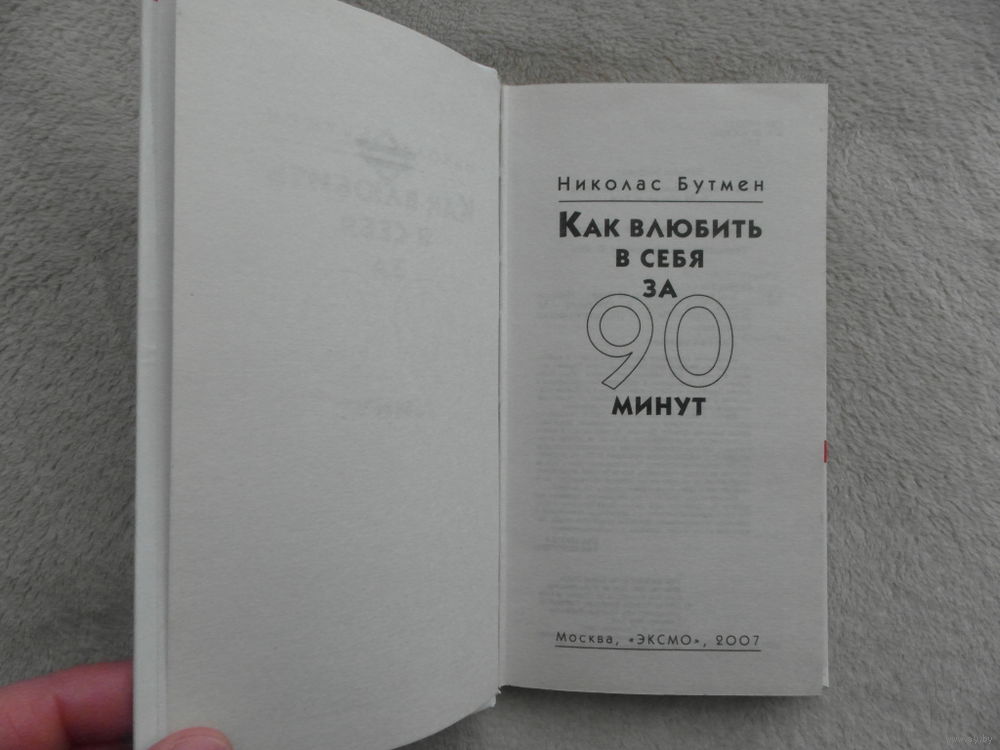 Николас Бутмен
Как влюбить
в себя
за
90
минут
Москва, «ЭКСМО», 2007